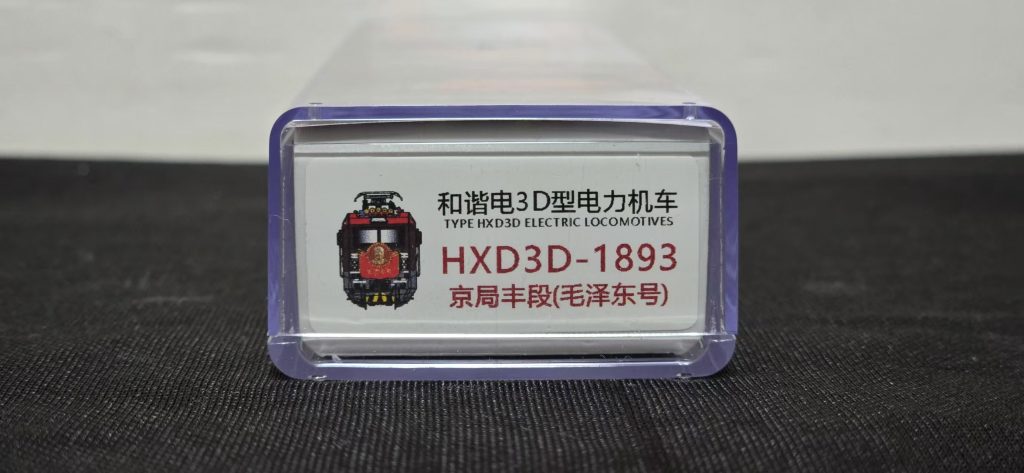 和谐电3D型电力机车
TYPE HXD3D ELECTRIC LOCOMOTIVES
HXD3D-1893
京局丰段(毛泽东号)